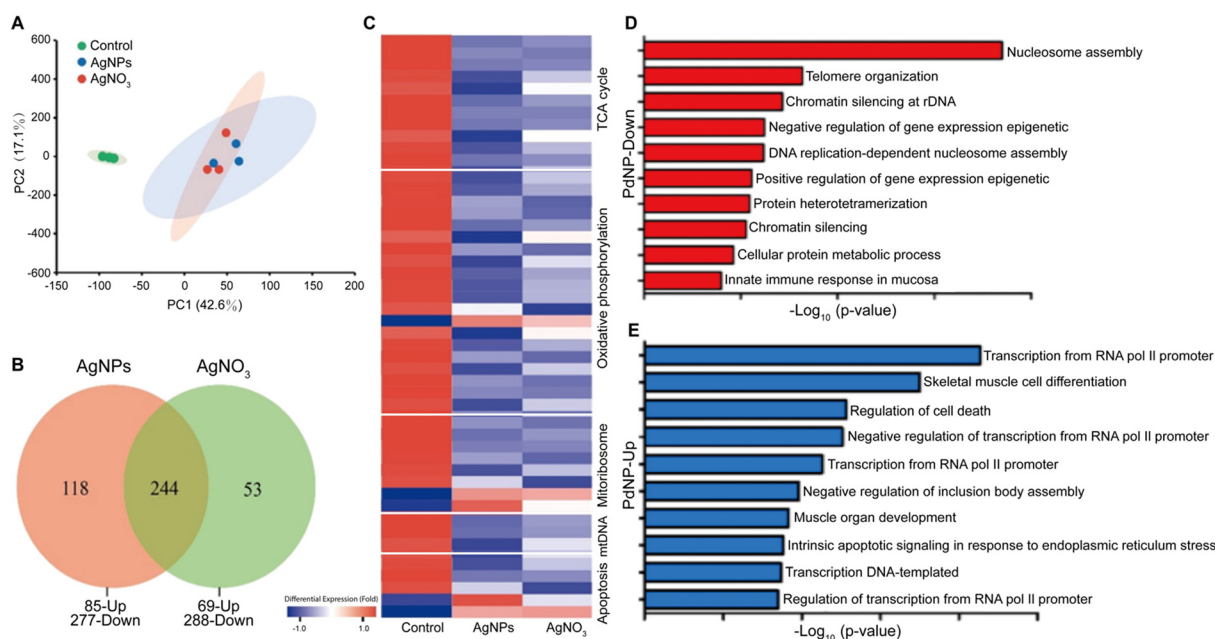 A
600
400
200
0
-200
-400
-600
PC2 (17.1%)
Control
AgNPs
AgNO₃
-150
-100
-50
0
50
100
150
200
PC1 (42.6%)
B
AgNPs
AgNO₃
118
244
53
85-Up
277-Down
69-Up
288-Down
C
TCA cycle
Oxidative phosphorylation
Mitoribosome
mtDNA
Apoptosis
Differential Expression (Fold)
-1.0
1.0
Control
AgNPs
AgNO₃
D
PdNP-Down
Nucleosome assembly
Telomere organization
Chromatin silencing at rDNA
Negative regulation of gene expression epigenetic
DNA replication-dependent nucleosome assembly
Positive regulation of gene expression epigenetic
Protein heterotetramerization
Chromatin silencing
Cellular protein metabolic process
Innate immune response in mucosa
-Log₁₀ (p-value)
E
PdNP-Up
Transcription from RNA pol II promoter
Skeletal muscle cell differentiation
Regulation of cell death
Negative regulation of transcription from RNA pol II promoter
Transcription from RNA pol II promoter
Negative regulation of inclusion body assembly
Muscle organ development
Intrinsic apoptotic signaling in response to endoplasmic reticulum stress
Transcription DNA-templated
Regulation of transcription from RNA pol II promoter
-Log₁₀ (p-value)